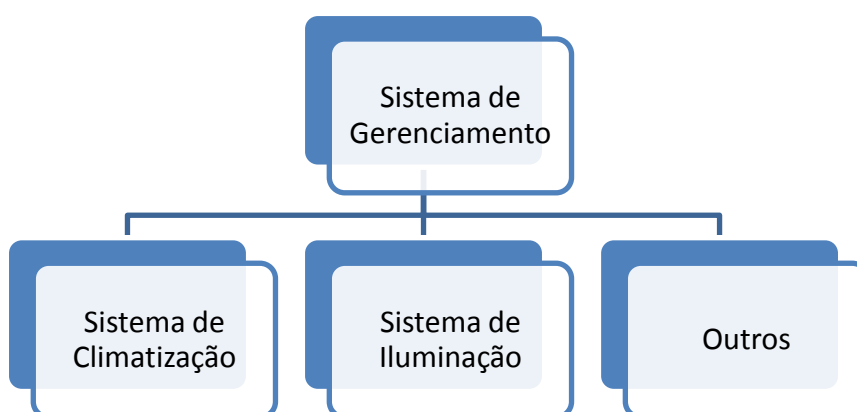 Sistema de
Gerenciamento
Sistema de
Climatização
Sistema de
Iluminação
Outros